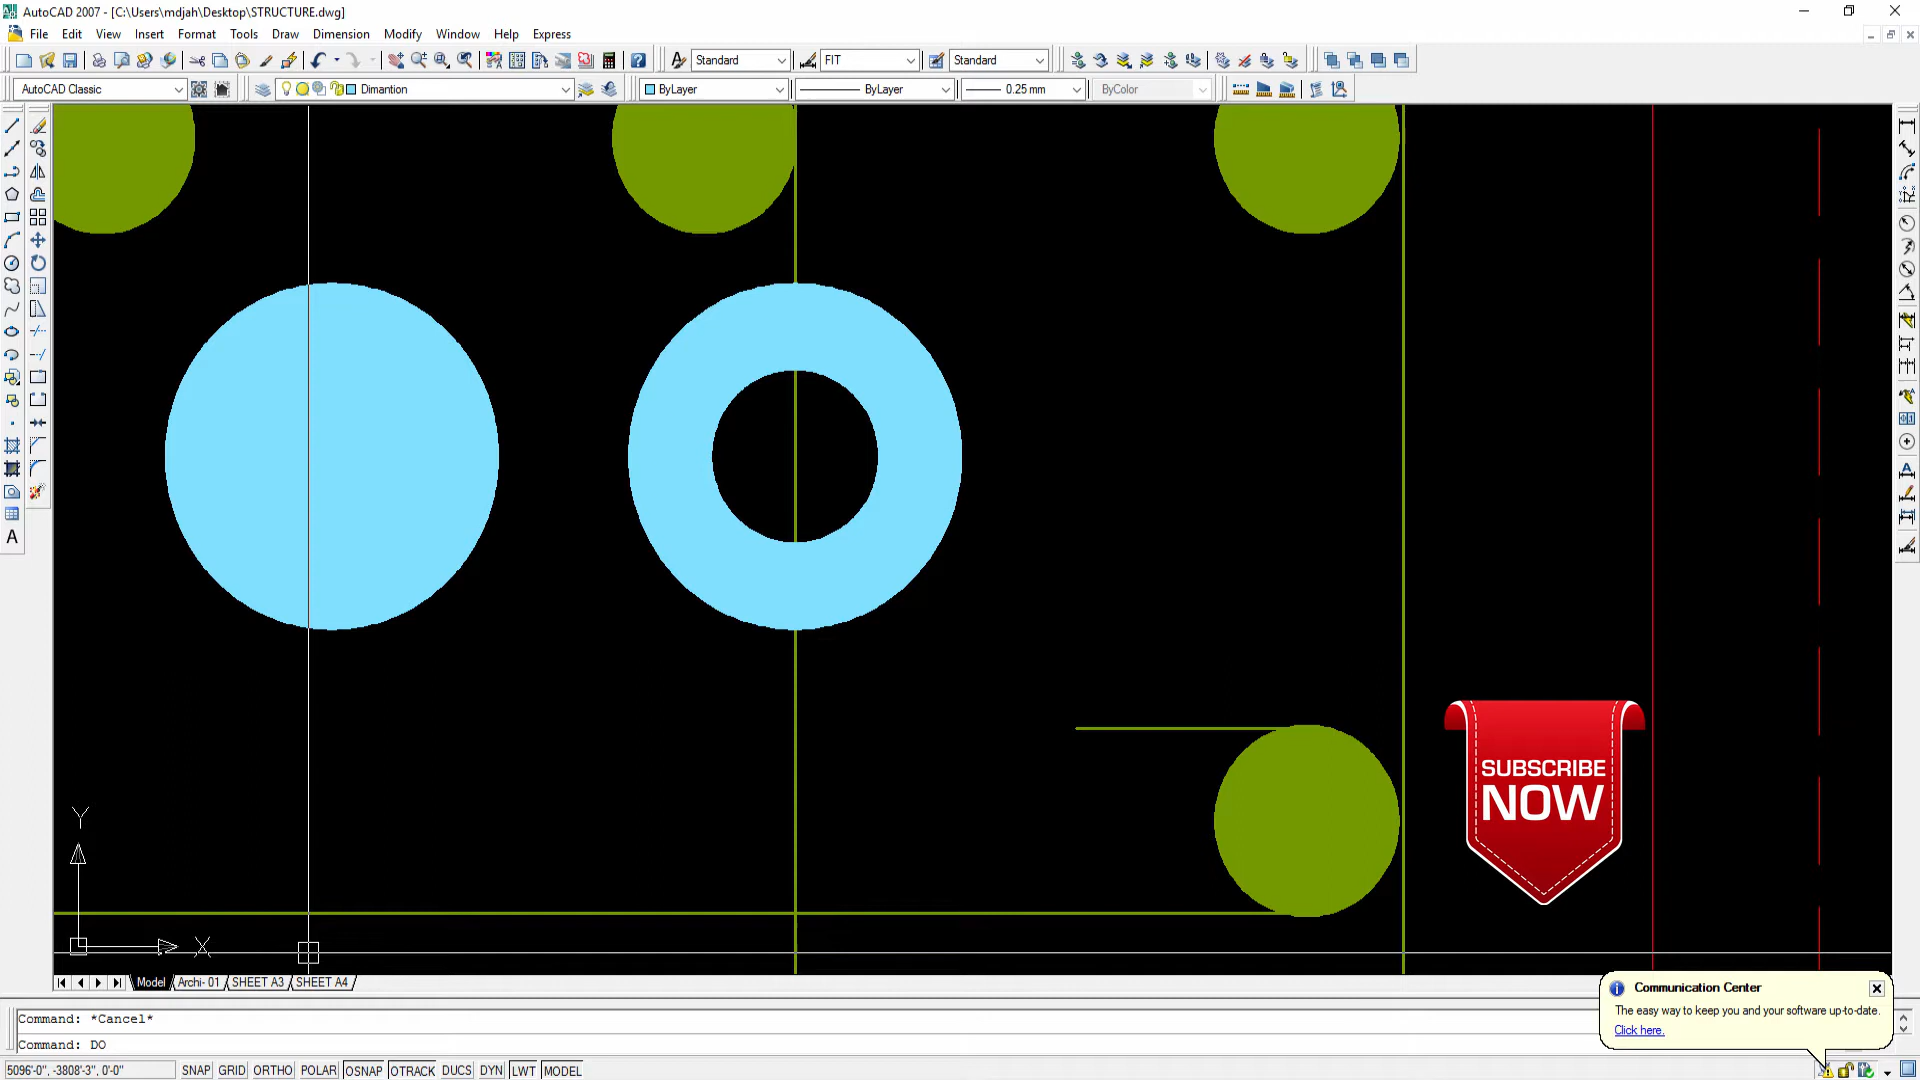 AutoCAD 2007 - [C:\Users\mdjah\Desktop\STRUCTURE.dwg]
File Edit View Insert Format Tools Draw Dimension Modify Window Help Express
Standard FIT Standard
AutoCAD Classic Dimantion ByLayer ByLayer 0.25 mm ByColor
A
SUBSCRIBE
NOW
Y
X
Model Archi- 01 SHEET A3 SHEET A4
Communication Center
The easy way to keep you and your software up-to-date.
Click here.
Command: *Cancel*
Command: DO
5096'-0", -3808'-3", 0'-0" SNAP GRID ORTHO POLAR OSNAP OTRACK DUCS DYN LWT MODEL